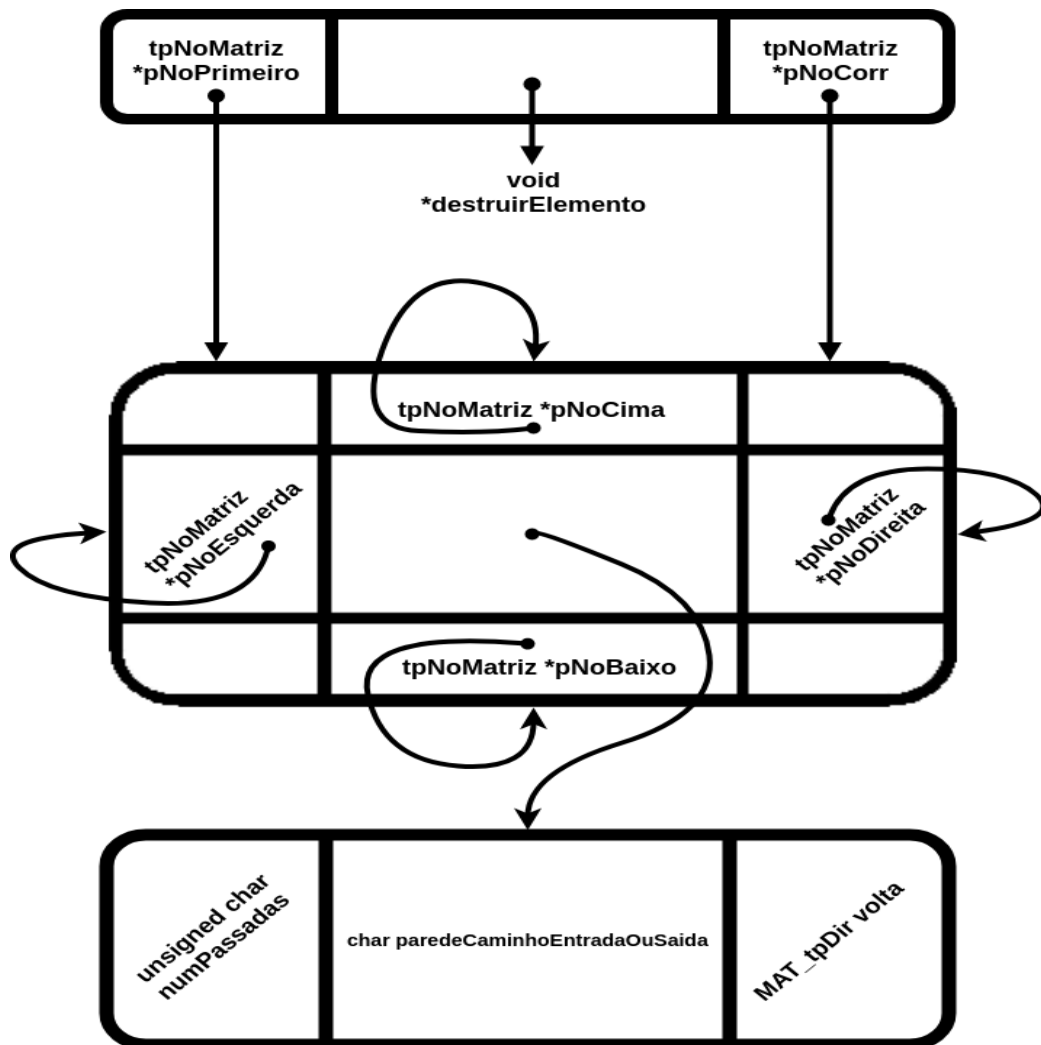 tpNoMatriz
*pNoPrimeiro
tpNoMatriz
*pNoCorr
void
*destruirElemento
tpNoMatriz *pNoCima
tpNoMatriz
*pNoEsquerda
tpNoMatriz
*pNoDireita
tpNoMatriz *pNoBaixo
unsigned char
numPassadas
char paredeCaminhoEntradaOuSaida
MAT_tpDir volta